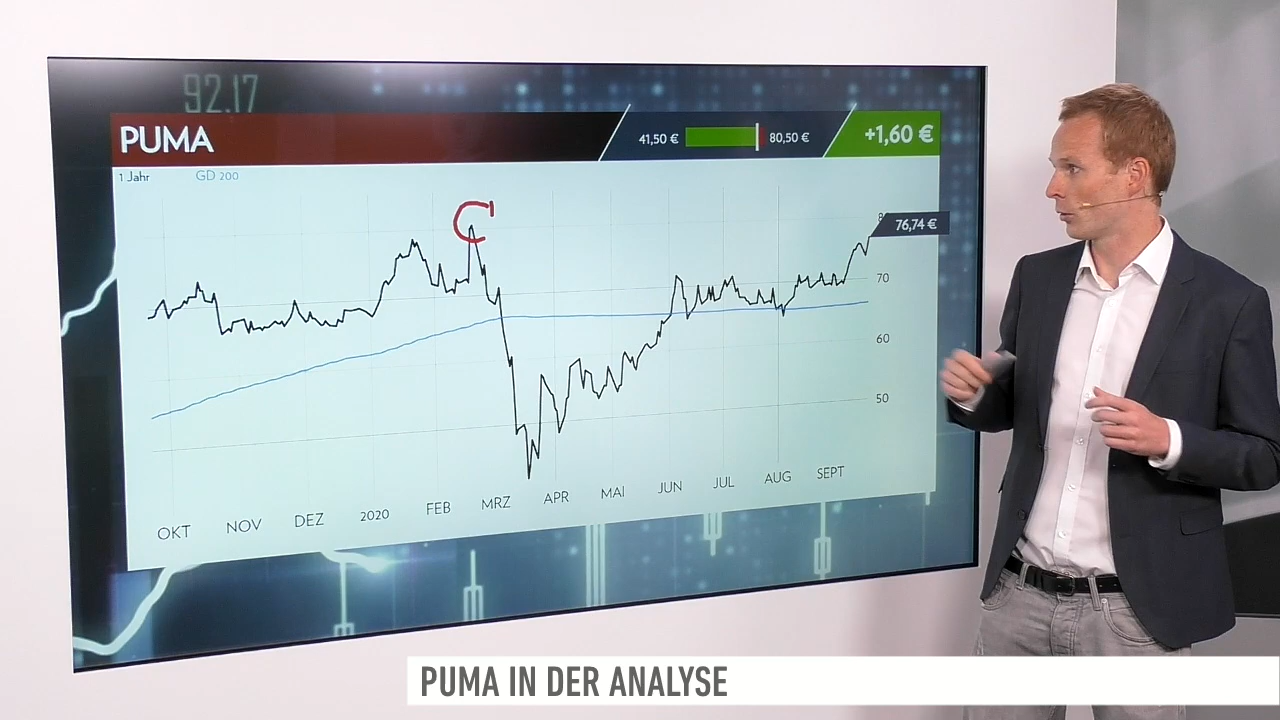 92.17
PUMA
41,50 €
80,50 €
+1,60 €
1 Jahr
GD 200
76,74 €
70
60
50
OKT
NOV
DEZ
2020
FEB
MRZ
APR
MAI
JUN
JUL
AUG
SEPT
PUMA IN DER ANALYSE